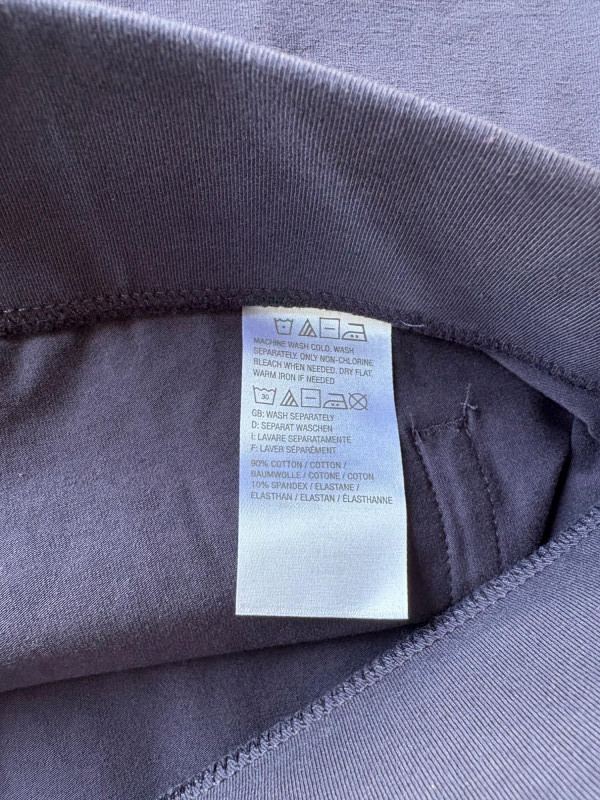 MACHINE WASH COLD. WASH
SEPARATELY. ONLY NON-CHLORINE
BLEACH WHEN NEEDED. DRY FLAT.
WARM IRON IF NEEDED
30
GB: WASH SEPARATELY
D: SEPARAT WASCHEN
I: LAVARE SEPARATAMENTE
F: LAVER SÉPARÉMENT
90% COTTON / COTTON /
BAUMWOLLE / COTONE / COTON
10% SPANDEX / ELASTANE /
ELASTHAN / ELASTAN / ÉLASTHANNE